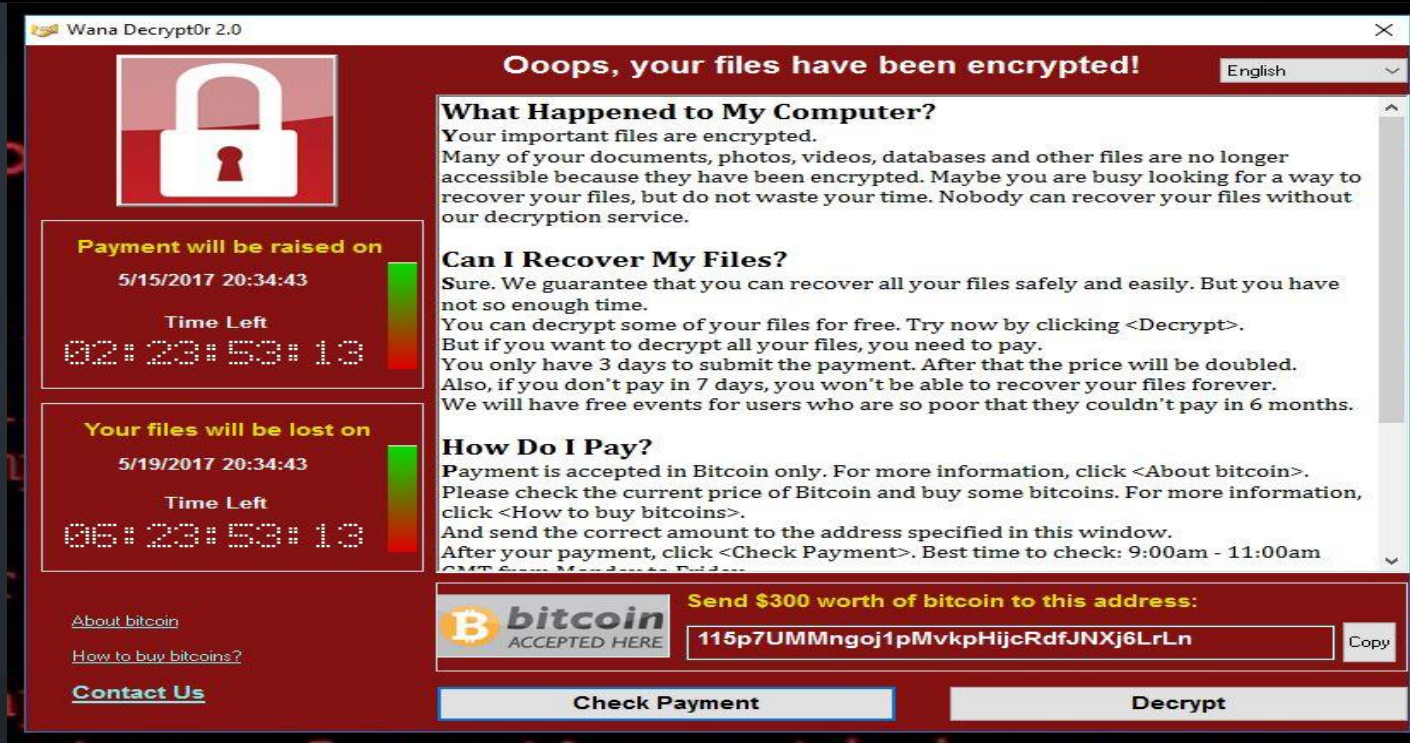 Wana Decrypt0r 2.0
Ooops, your files have been encrypted!
English
Payment will be raised on
5/15/2017 20:34:43
Time Left
02:23:53:13
Your files will be lost on
5/19/2017 20:34:43
Time Left
06:23:53:13
About bitcoin
How to buy bitcoins?
Contact Us
What Happened to My Computer?
Your important files are encrypted.
Many of your documents, photos, videos, databases and other files are no longer
accessible because they have been encrypted. Maybe you are busy looking for a way to
recover your files, but do not waste your time. Nobody can recover your files without
our decryption service.
Can I Recover My Files?
Sure. We guarantee that you can recover all your files safely and easily. But you have
not so enough time.
You can decrypt some of your files for free. Try now by clicking <Decrypt>.
But if you want to decrypt all your files, you need to pay.
You only have 3 days to submit the payment. After that the price will be doubled.
Also, if you don't pay in 7 days, you won't be able to recover your files forever.
We will have free events for users who are so poor that they couldn't pay in 6 months.
How Do I Pay?
Payment is accepted in Bitcoin only. For more information, click <About bitcoin>.
Please check the current price of Bitcoin and buy some bitcoins. For more information,
click <How to buy bitcoins>.
And send the correct amount to the address specified in this window.
After your payment, click <Check Payment>. Best time to check: 9:00am - 11:00am
GMT from Monday to Friday
bitcoin
ACCEPTED HERE
Send $300 worth of bitcoin to this address:
115p7UMMngoj1pMvkpHijcRdfJNXj6LrLn
Copy
Check Payment
Decrypt